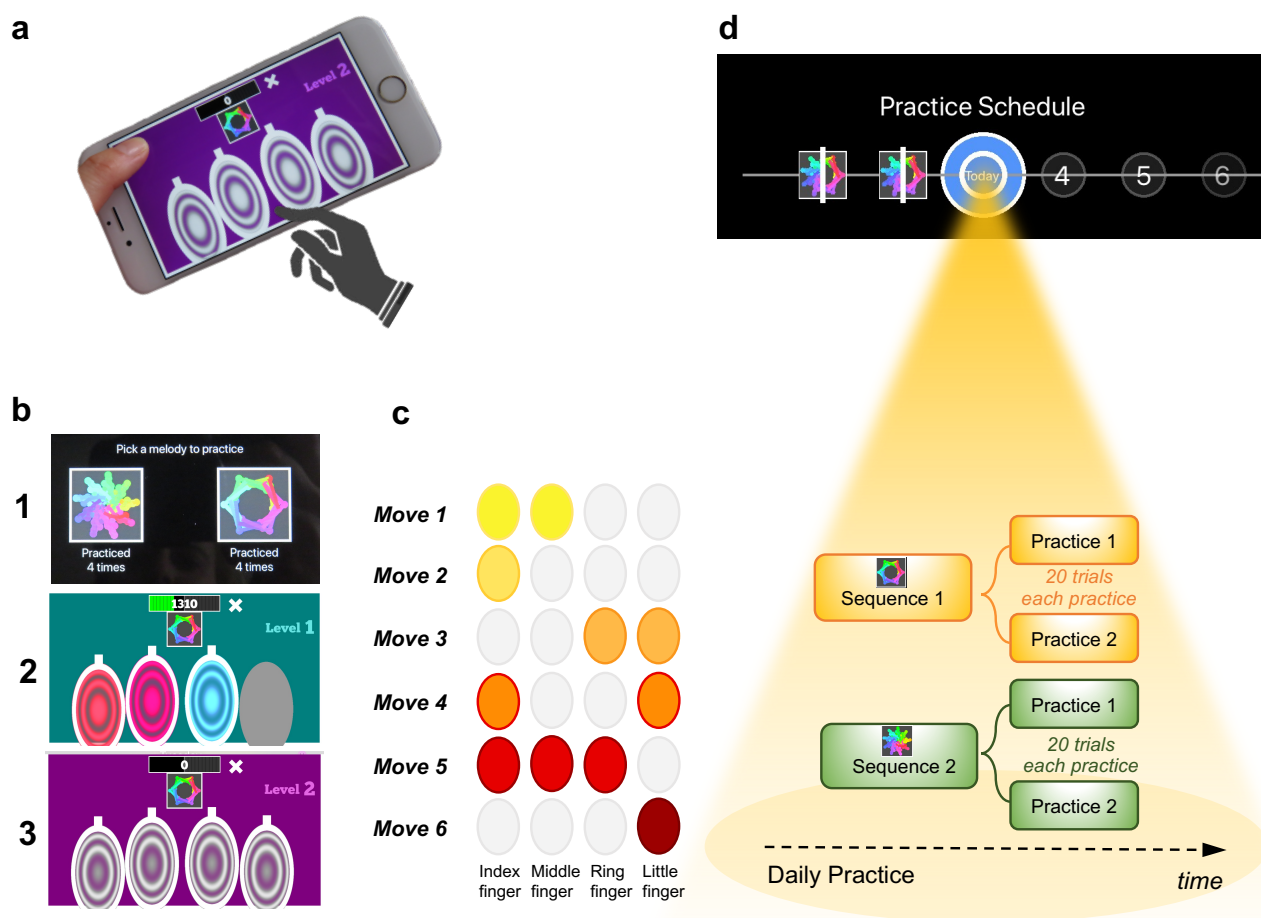 a
Level 2
0
b
1
Pick a melody to practice
Practiced
4 times
Practiced
4 times
2
1310
Level 1
3
0
Level 2
c
Move 1
Move 2
Move 3
Move 4
Move 5
Move 6
Index
finger
Middle
finger
Ring
finger
Little
finger
d
Practice Schedule
Today
4
5
6
Sequence 1
Practice 1
20 trials
each practice
Practice 2
Sequence 2
Practice 1
20 trials
each practice
Practice 2
Daily Practice
time